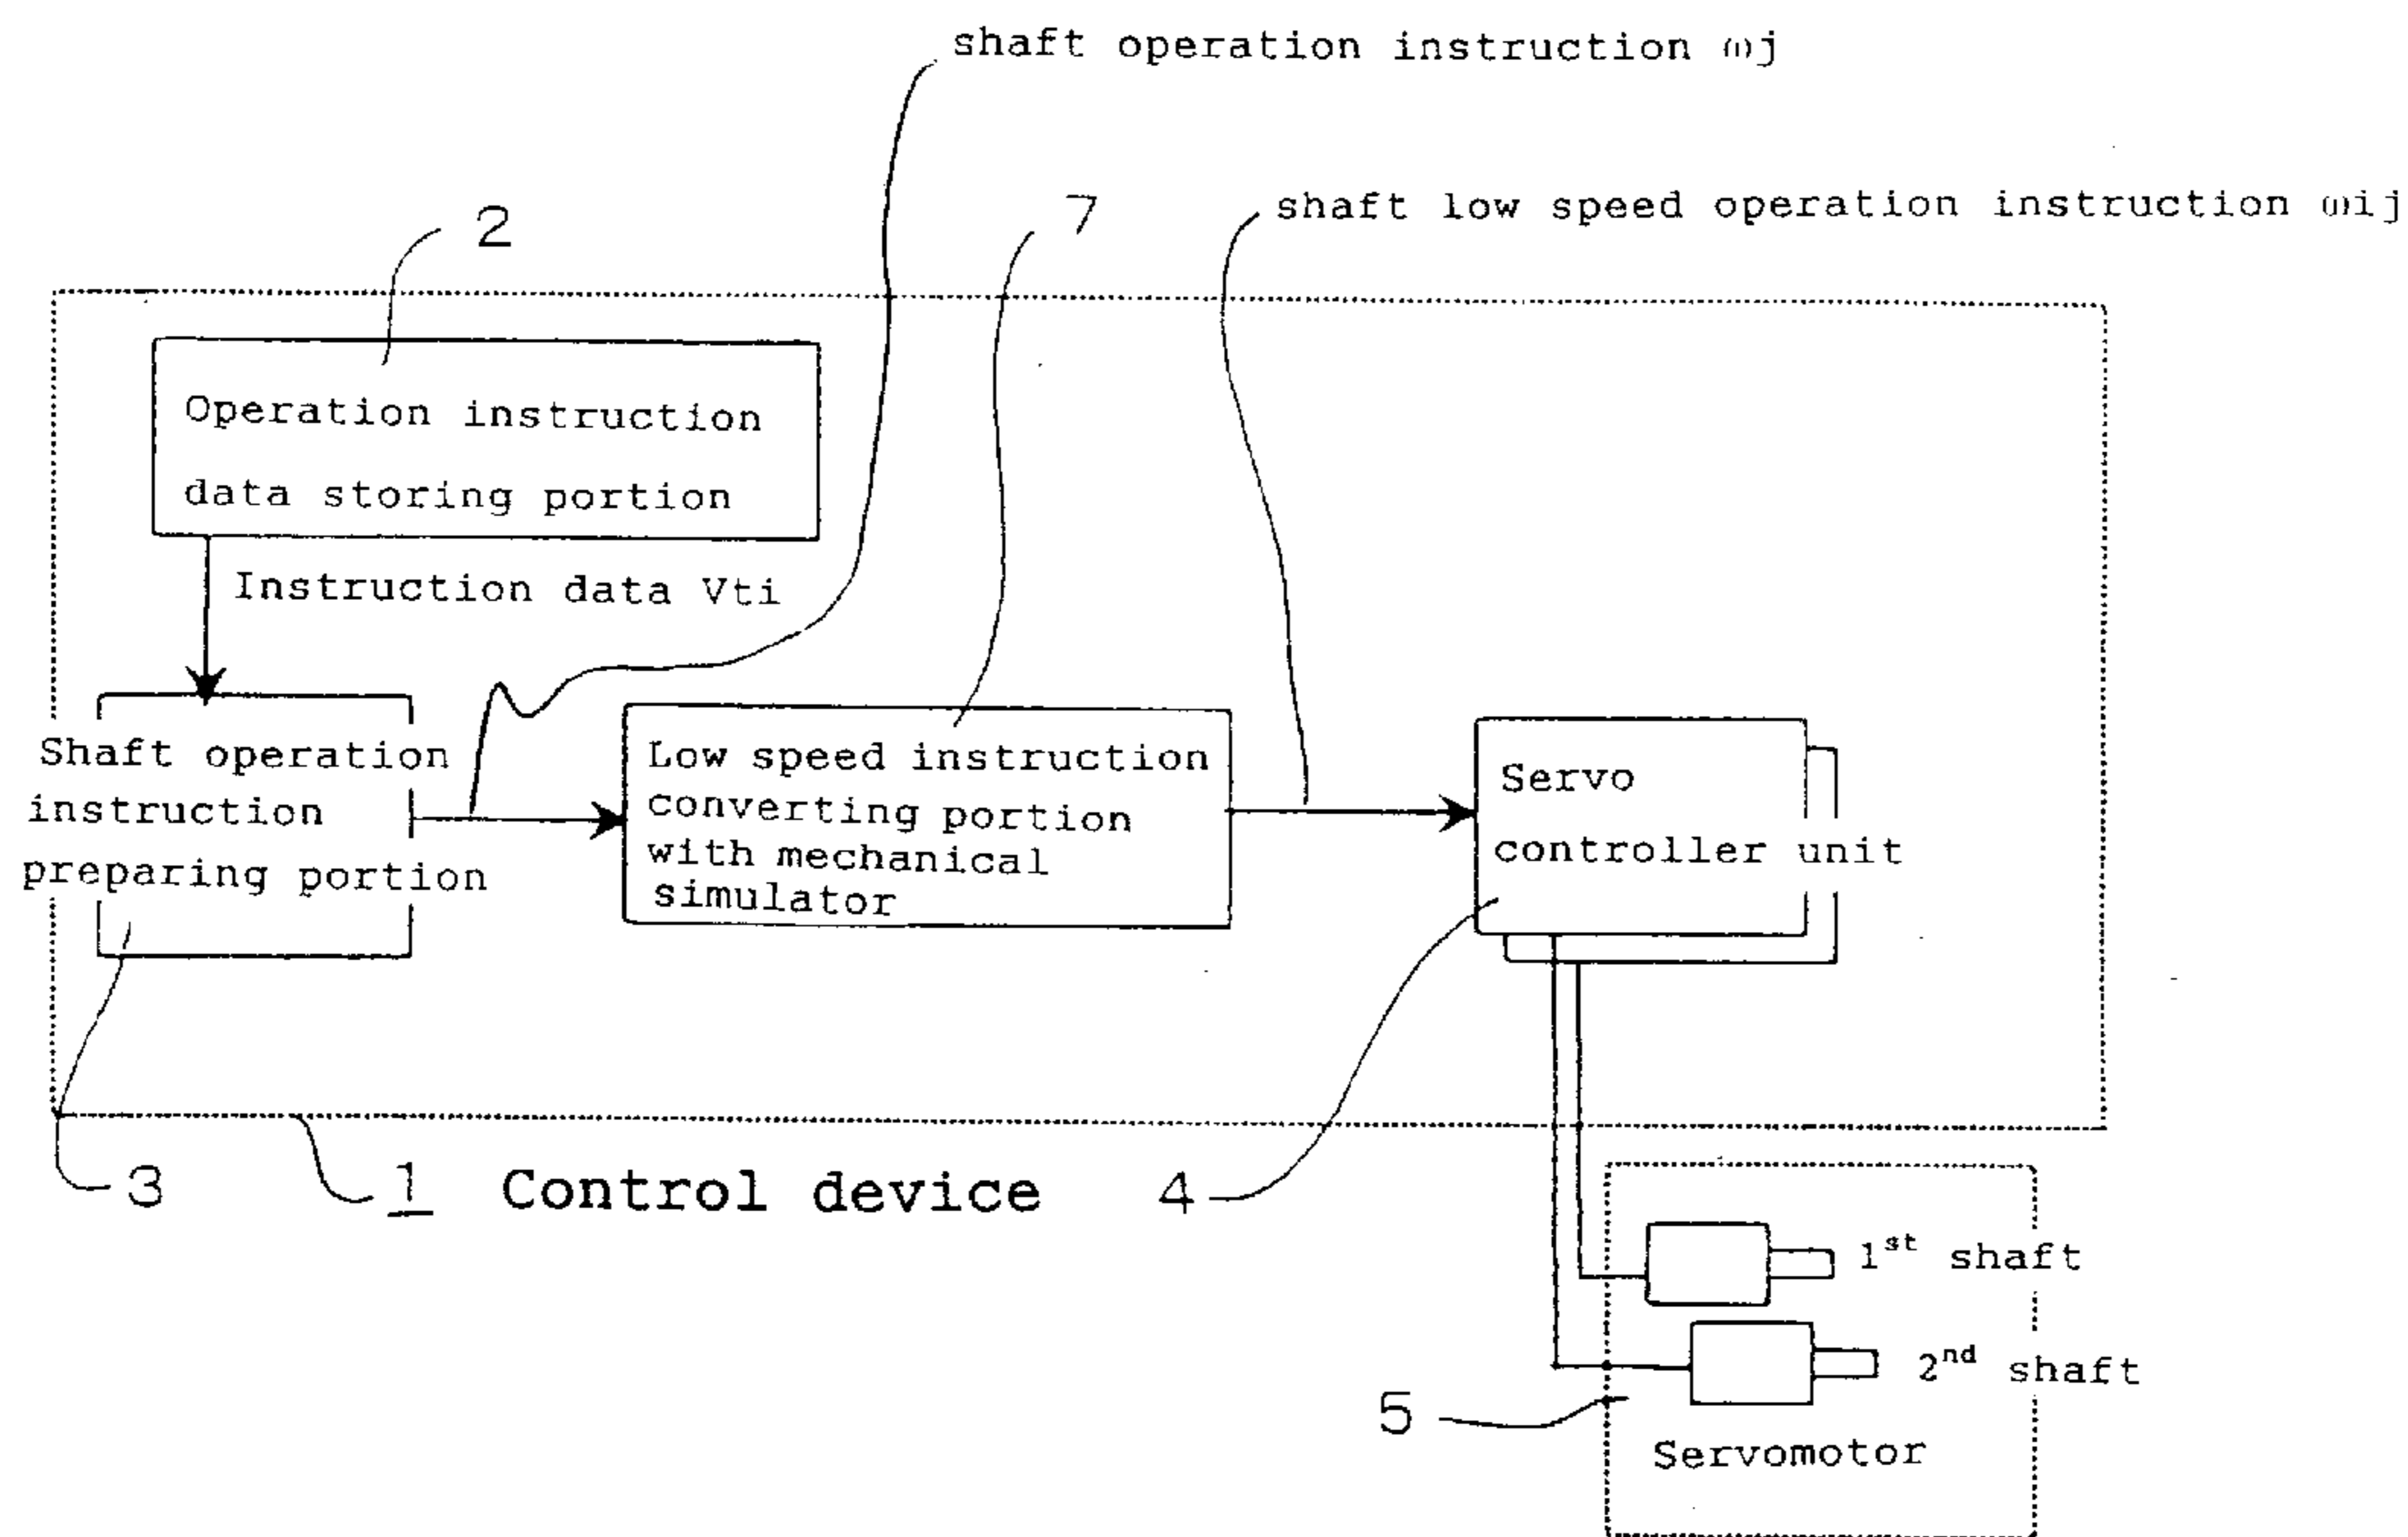 shaft operation instruction ωj
2
7
shaft low speed operation instruction ωij
Operation instruction
data storing portion
Instruction data Vti
Shaft operation
instruction
preparing portion
Low speed instruction
converting portion
with mechanical
simulator
Servo
controller unit
3
1 Control device
4
1st shaft
2nd shaft
5
Servomotor